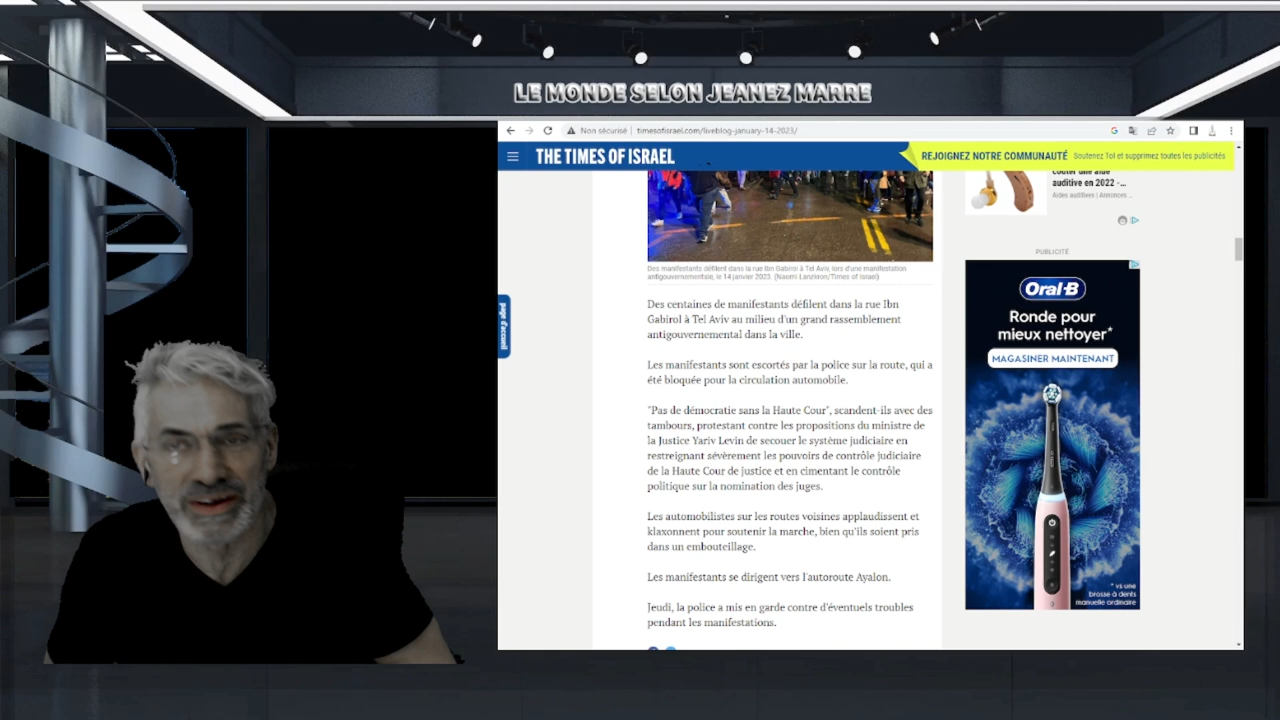 LE MONDE SELON JEANEZ MARRE
Non sécurisé
timesofisrael.com/liveblog-january-14-2023/
THE TIMES OF ISRAEL
REJOIGNEZ NOTRE COMMUNAUTÉ
Soutenez ToI et supprimez toutes les publicités
page d'accueil
Des manifestants défilent dans la rue Ibn Gabirol à Tel Aviv, lors d'une manifestation
antigouvernementale, le 14 janvier 2023. (Naomi Lanzkron/Times of Israel)
Des centaines de manifestants défilent dans la rue Ibn
Gabirol à Tel Aviv au milieu d'un grand rassemblement
antigouvernemental dans la ville.
Les manifestants sont escortés par la police sur la route, qui a
été bloquée pour la circulation automobile.
"Pas de démocratie sans la Haute Cour", scandent-ils avec des
tambours, protestant contre les propositions du ministre de
la Justice Yariv Levin de secouer le système judiciaire en
restreignant sévèrement les pouvoirs de contrôle judiciaire
de la Haute Cour de justice et en cimentant le contrôle
politique sur la nomination des juges.
Les automobilistes sur les routes voisines applaudissent et
klaxonnent pour soutenir la marche, bien qu'ils soient pris
dans un embouteillage.
Les manifestants se dirigent vers l'autoroute Ayalon.
Jeudi, la police a mis en garde contre d'éventuels troubles
pendant les manifestations.
coûter une aide
auditive en 2022 -...
Aides auditives | Annonces ...
PUBLICITÉ
Oral-B
Ronde pour
mieux nettoyer*
MAGASINER MAINTENANT
* vs une
brosse à dents
manuelle ordinaire